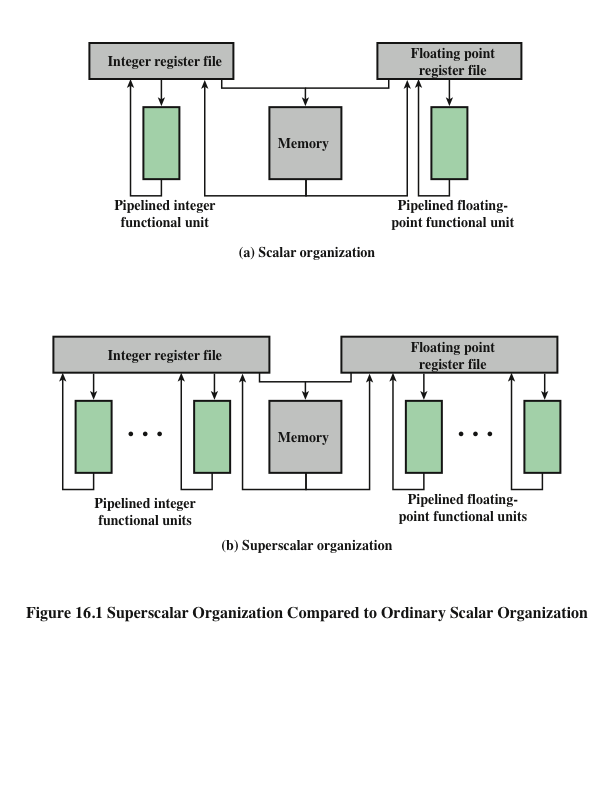 Integer register file
Floating point
register file
Memory
Pipelined integer
functional unit
Pipelined floating-
point functional unit
(a) Scalar organization
Integer register file
Floating point
register file
Memory
Pipelined integer
functional units
Pipelined floating-
point functional units
(b) Superscalar organization
Figure 16.1 Superscalar Organization Compared to Ordinary Scalar Organization